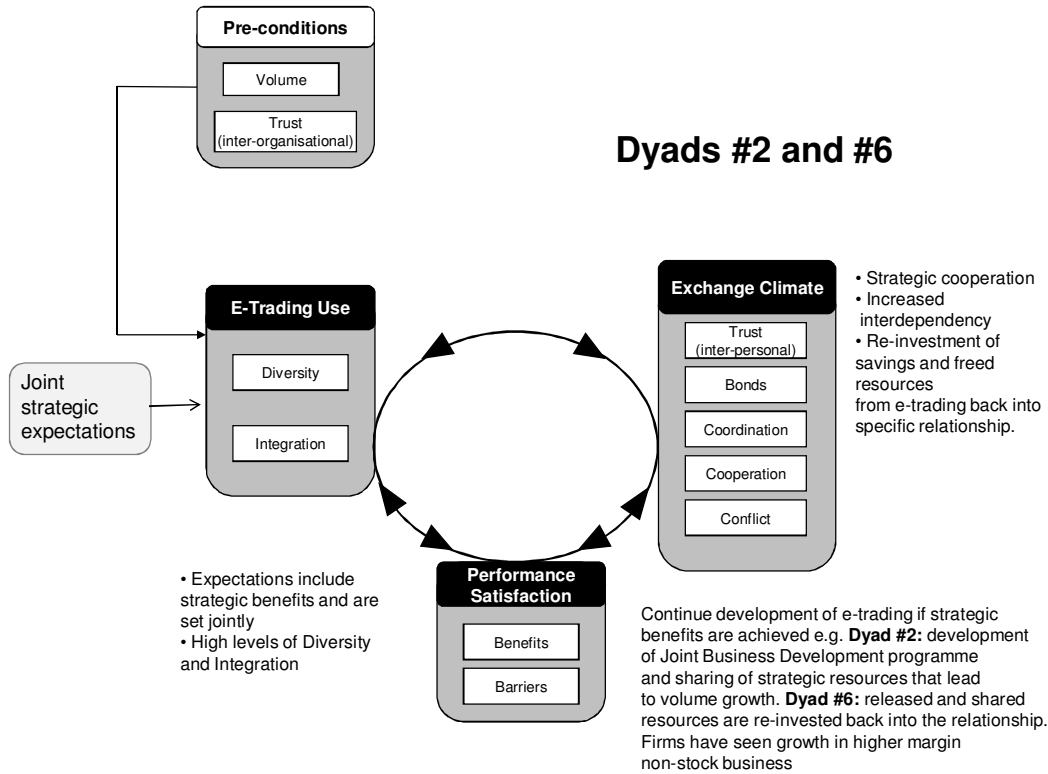 Pre-conditions
Volume
Trust
(inter-organisational)
Dyads #2 and #6
E-Trading Use
Diversity
Integration
Joint
strategic
expectations
Exchange Climate
Trust
(inter-personal)
Bonds
Coordination
Cooperation
Conflict
• Strategic cooperation
• Increased
interdependency
• Re-investment of
savings and freed
resources
from e-trading back into
specific relationship.
Performance
Satisfaction
Benefits
Barriers
• Expectations include
strategic benefits and are
set jointly
• High levels of Diversity
and Integration
Continue development of e-trading if strategic
benefits are achieved e.g. Dyad #2: development
of Joint Business Development programme
and sharing of strategic resources that lead
to volume growth. Dyad #6: released and shared
resources are re-invested back into the relationship.
Firms have seen growth in higher margin
non-stock business